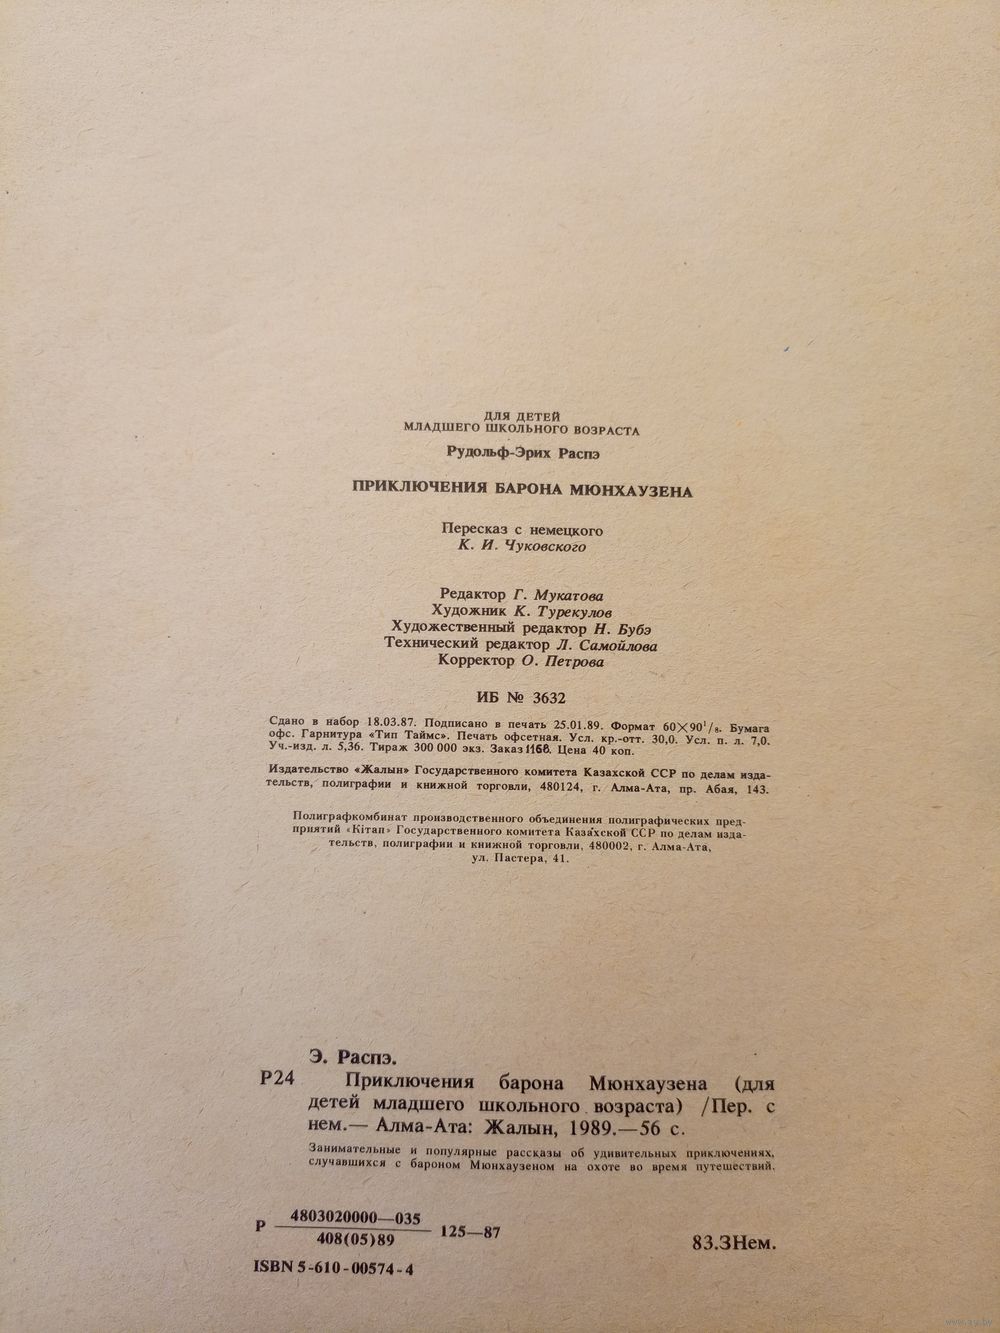 ДЛЯ ДЕТЕЙ
МЛАДШЕГО ШКОЛЬНОГО ВОЗРАСТА
Рудольф-Эрих Распэ
ПРИКЛЮЧЕНИЯ БАРОНА МЮНХАУЗЕНА
Пересказ с немецкого
К. И. Чуковского
Редактор Г. Мукатова
Художник К. Турекулов
Художественный редактор Н. Бубэ
Технический редактор Л. Самойлова
Корректор О. Петрова
ИБ № 3632
Сдано в набор 18.03.87. Подписано в печать 25.01.89. Формат 60×90¹/₈. Бумага
офс. Гарнитура «Тип Таймс». Печать офсетная. Усл. кр.-отт. 30,0. Усл. п. л. 7,0.
Уч.-изд. л. 5,36. Тираж 300 000 экз. Заказ 1168. Цена 40 коп.
Издательство «Жалын» Государственного комитета Казахской ССР по делам изда-
тельств, полиграфии и книжной торговли, 480124, г. Алма-Ата, пр. Абая, 143.
Полиграфкомбинат производственного объединения полиграфических пред-
приятий «Кітап» Государственного комитета Казахской ССР по делам изда-
тельств, полиграфии и книжной торговли, 480002, г. Алма-Ата,
ул. Пастера, 41.
Э. Распэ.
Р24 Приключения барона Мюнхаузена (для
детей младшего школьного возраста) /Пер. с
нем.— Алма-Ата: Жалын, 1989.—56 с.
Занимательные и популярные рассказы об удивительных приключениях,
случавшихся с бароном Мюнхаузеном на охоте во время путешествий.
Р 4803020000—035
408(05)89 125—87
83.3Нем.
ISBN 5-610-00574-4
www.ay.by